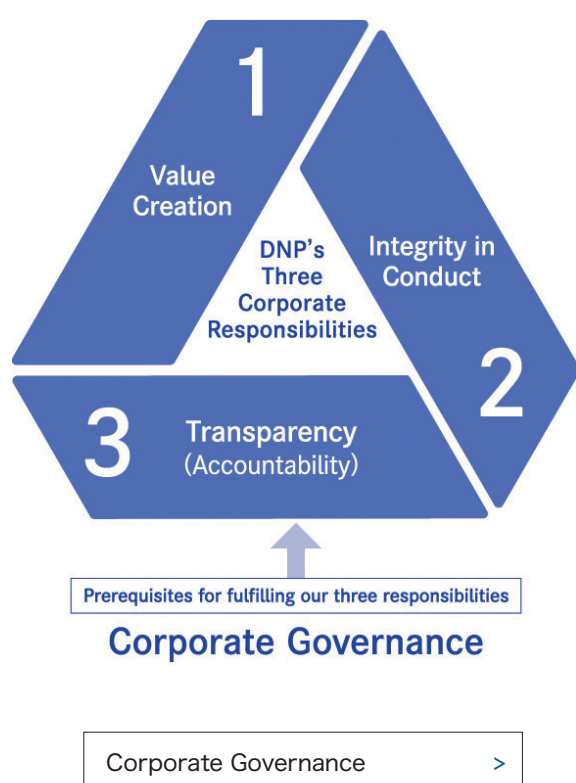 1
Value
Creation
DNP's
Three
Corporate
Responsibilities
Integrity in
Conduct
2
3
Transparency
(Accountability)
Prerequisites for fulfilling our three responsibilities
Corporate Governance
Corporate Governance >